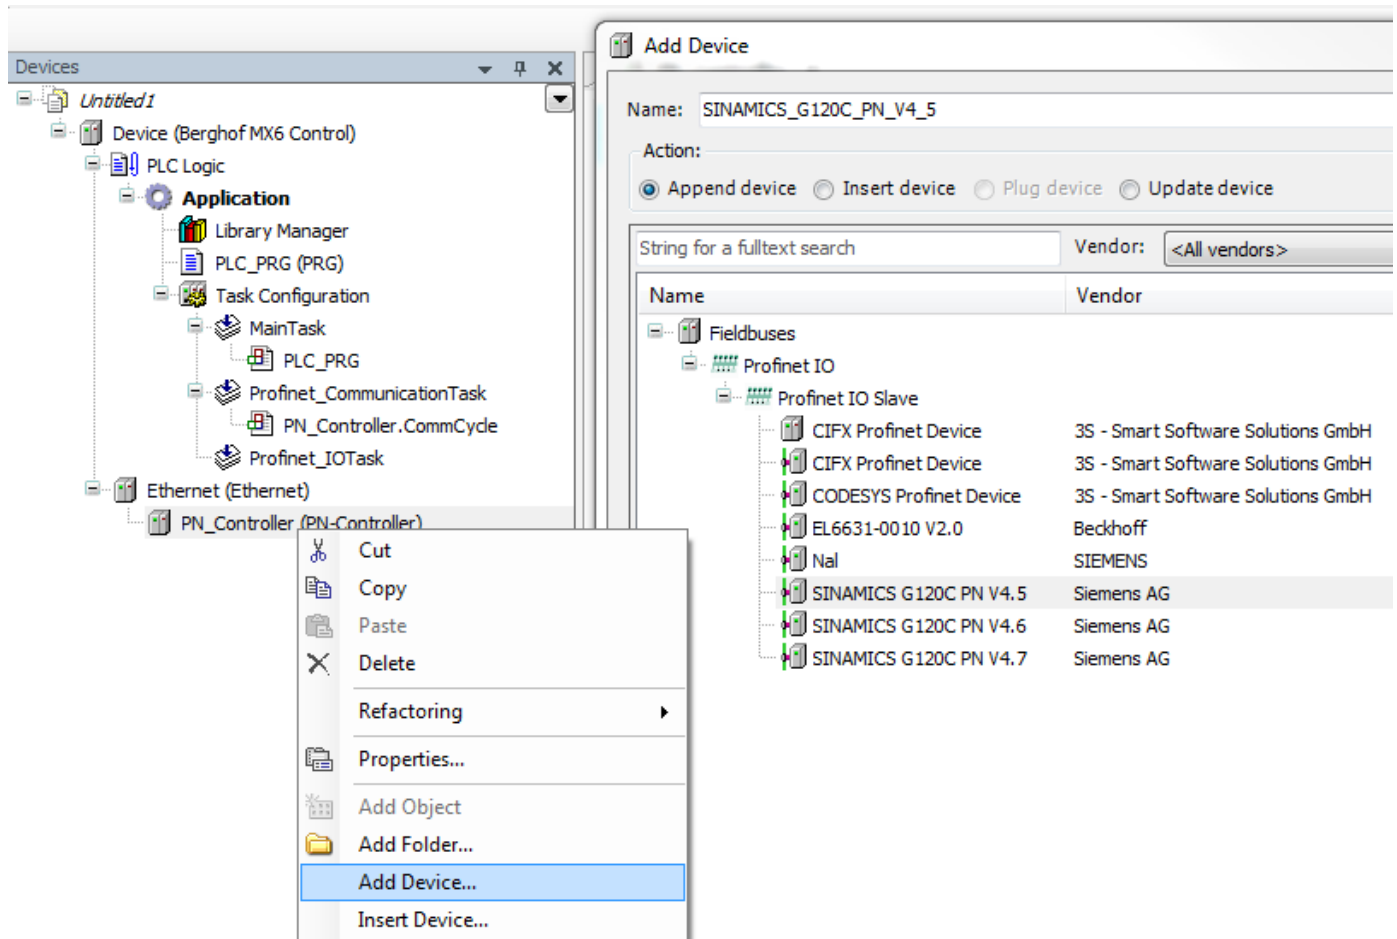 Devices
Untitled1
Device (Berghof MX6 Control)
PLC Logic
Application
Library Manager
PLC_PRG (PRG)
Task Configuration
MainTask
PLC_PRG
Profinet_CommunicationTask
PN_Controller.CommCycle
Profinet_IOTask
Ethernet (Ethernet)
PN_Controller (PN-Controller)
Cut
Copy
Paste
Delete
Refactoring
Properties...
Add Object
Add Folder...
Add Device...
Insert Device...
Add Device
Name: SINAMICS_G120C_PN_V4_5
Action:
Append device Insert device Plug device Update device
String for a fulltext search Vendor: <All vendors>
Name Vendor
Fieldbuses
Profinet IO
Profinet IO Slave
CIFX Profinet Device 3S - Smart Software Solutions GmbH
CIFX Profinet Device 3S - Smart Software Solutions GmbH
CODESYS Profinet Device 3S - Smart Software Solutions GmbH
EL6631-0010 V2.0 Beckhoff
Nal SIEMENS
SINAMICS G120C PN V4.5 Siemens AG
SINAMICS G120C PN V4.6 Siemens AG
SINAMICS G120C PN V4.7 Siemens AG